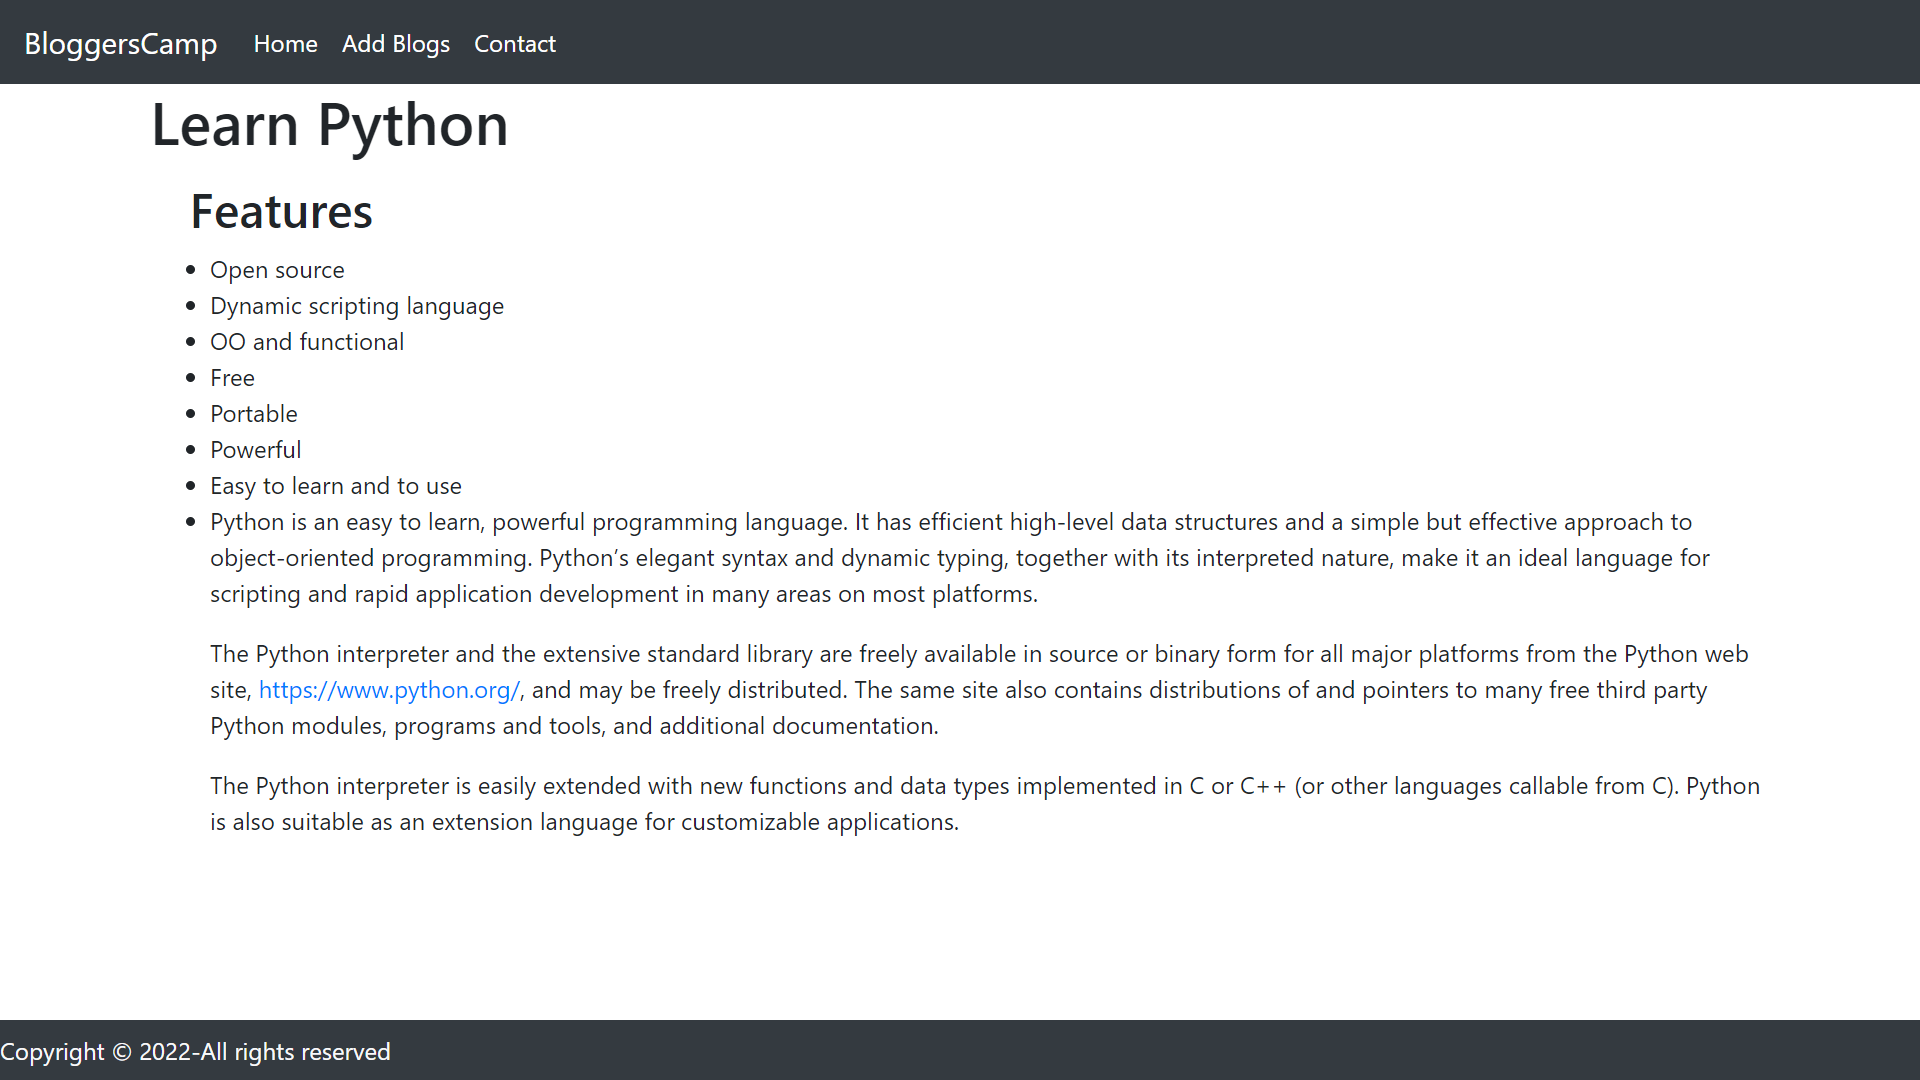 BloggersCamp Home Add Blogs Contact
Learn Python
Features
Open source
Dynamic scripting language
OO and functional
Free
Portable
Powerful
Easy to learn and to use
Python is an easy to learn, powerful programming language. It has efficient high-level data structures and a simple but effective approach to
object-oriented programming. Python’s elegant syntax and dynamic typing, together with its interpreted nature, make it an ideal language for
scripting and rapid application development in many areas on most platforms.
The Python interpreter and the extensive standard library are freely available in source or binary form for all major platforms from the Python web
site, https://www.python.org/, and may be freely distributed. The same site also contains distributions of and pointers to many free third party
Python modules, programs and tools, and additional documentation.
The Python interpreter is easily extended with new functions and data types implemented in C or C++ (or other languages callable from C). Python
is also suitable as an extension language for customizable applications.
Copyright © 2022-All rights reserved